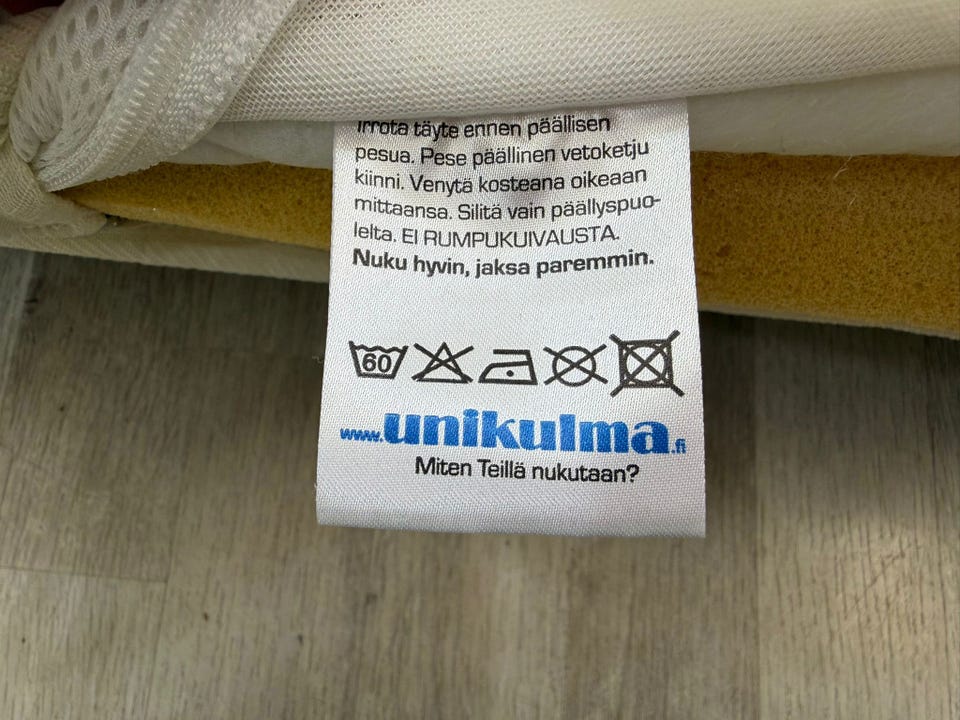 Irrota täyte ennen päällisen
pesua. Pese päällinen vetoketju
kiinni. Venytä kosteana oikeaan
mittaansa. Silitä vain päällyspuo-
lelta. EI RUMPUKUIVAUSTA.
Nuku hyvin, jaksa paremmin.
60
www.unikulma.fi
Miten Teillä nukutaan?